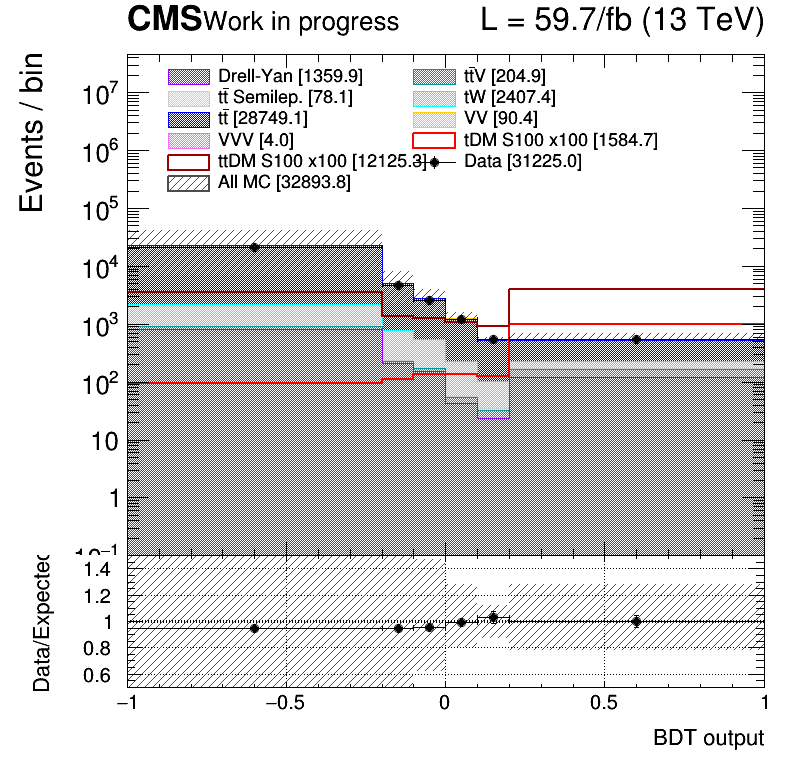 CMS Work in progress L = 59.7/fb (13 TeV)
Events / bin
Drell-Yan [1359.9] tt̄V [204.9]
tt̄ Semilep. [78.1] tW [2407.4]
tt̄ [28749.1] VV [90.4]
VVV [4.0] tDM S100 x100 [1584.7]
ttDM S100 x100 [12125.3] Data [31225.0]
All MC [32893.8]
10⁷
10⁶
10⁵
10⁴
10³
10²
10
1
10⁻¹
Data/Expected
1.4
1.2
1
0.8
0.6
−1 −0.5 0 0.5 1
BDT output